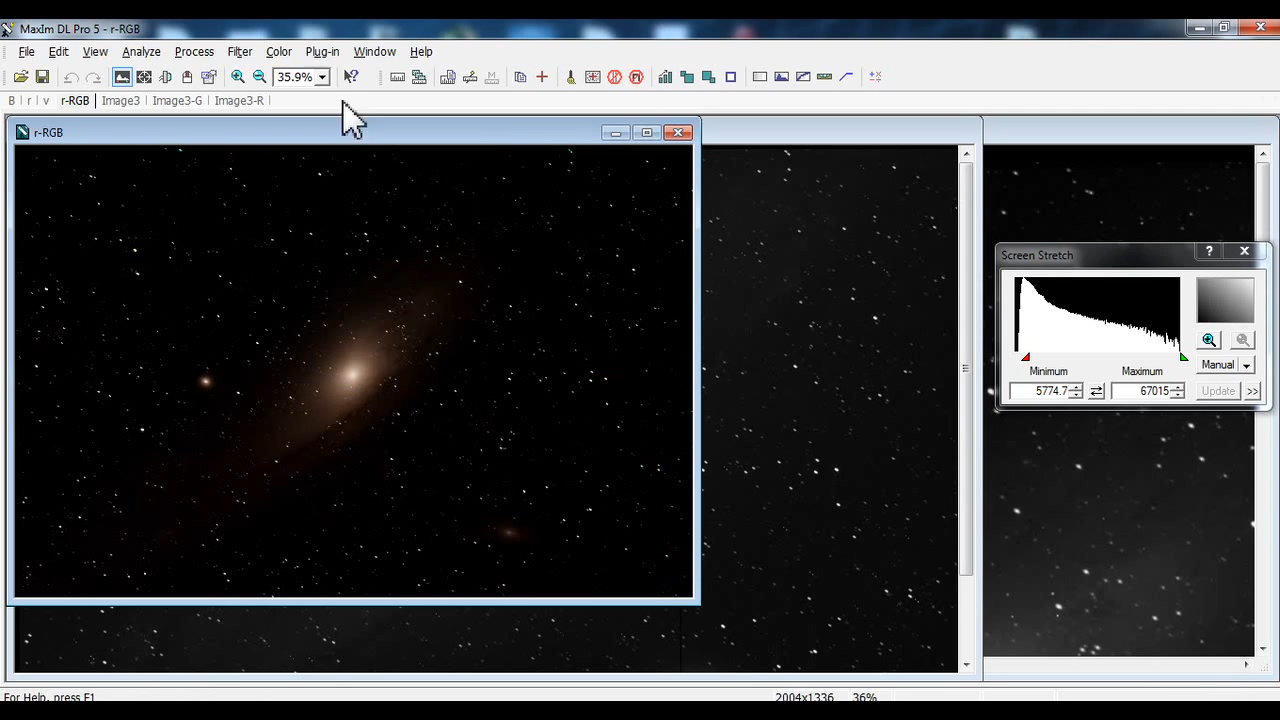 MaxIm DL Pro 5 - r-RGB
File Edit View Analyze Process Filter Color Plug-in Window Help
35.9%
B r v r-RGB Image3 Image3-G Image3-R
r-RGB
Screen Stretch
?
Manual
Minimum Maximum
5774.7 67015 Update >>
For Help, press F1 2004x1336 36%